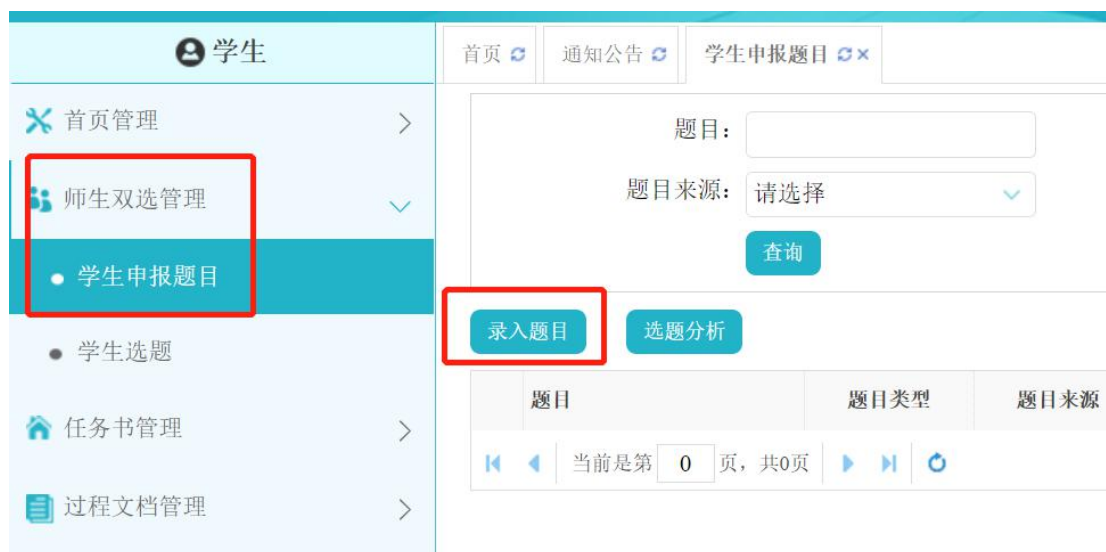 学生
首页管理
师生双选管理
学生申报题目
学生选题
任务书管理
过程文档管理
首页 通知公告 学生申报题目
题目：
题目来源： 请选择
查询
录入题目 选题分析
题目 题目类型 题目来源
当前是第 0 页，共0页